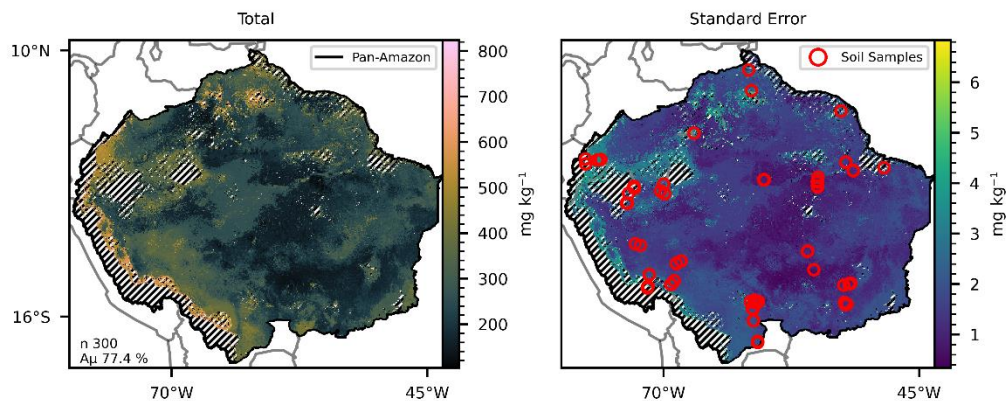 Total
Standard Error
10°N
16°S
Pan-Amazon
n 300
Aμ 77.4 %
70°W
45°W
800
700
600
500
400
300
200
mg kg⁻¹
Soil Samples
70°W
45°W
6
5
4
3
2
1
mg kg⁻¹